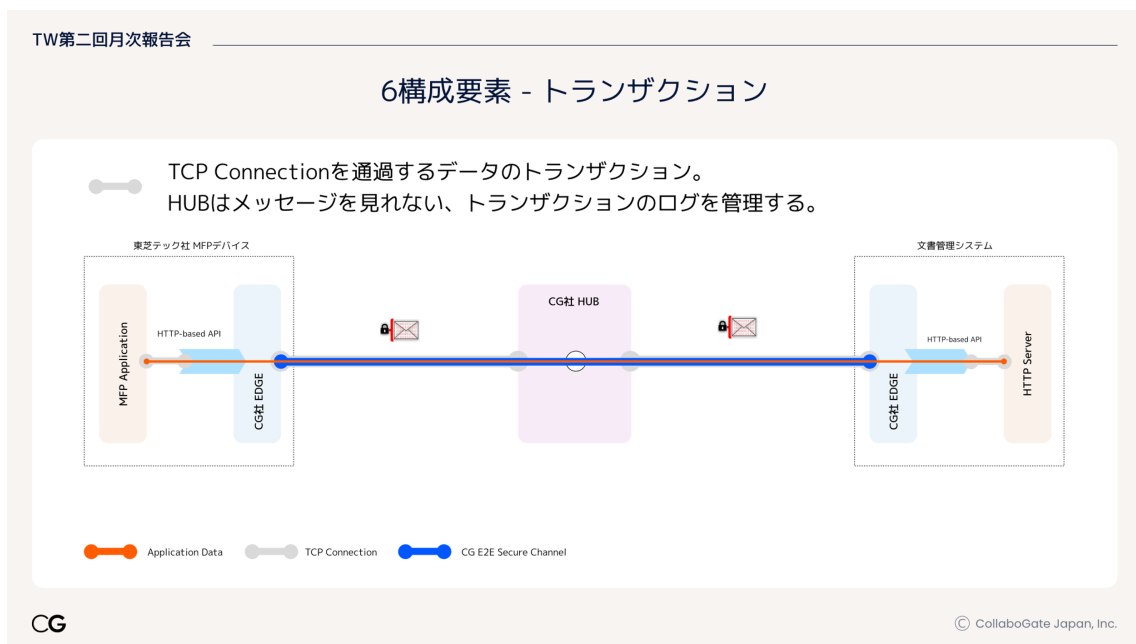 TW第二回月次報告会
6構成要素 - トランザクション
TCP Connectionを通過するデータのトランザクション。
HUBはメッセージを見れない、トランザクションのログを管理する。
東芝テック社 MFPデバイス
文書管理システム
MFP Application
HTTP-based API
CG社 EDGE
CG社 HUB
CG社 EDGE
HTTP-based API
HTTP Server
Application Data
TCP Connection
CG E2E Secure Channel
CG
Ⓒ CollaboGate Japan, Inc.